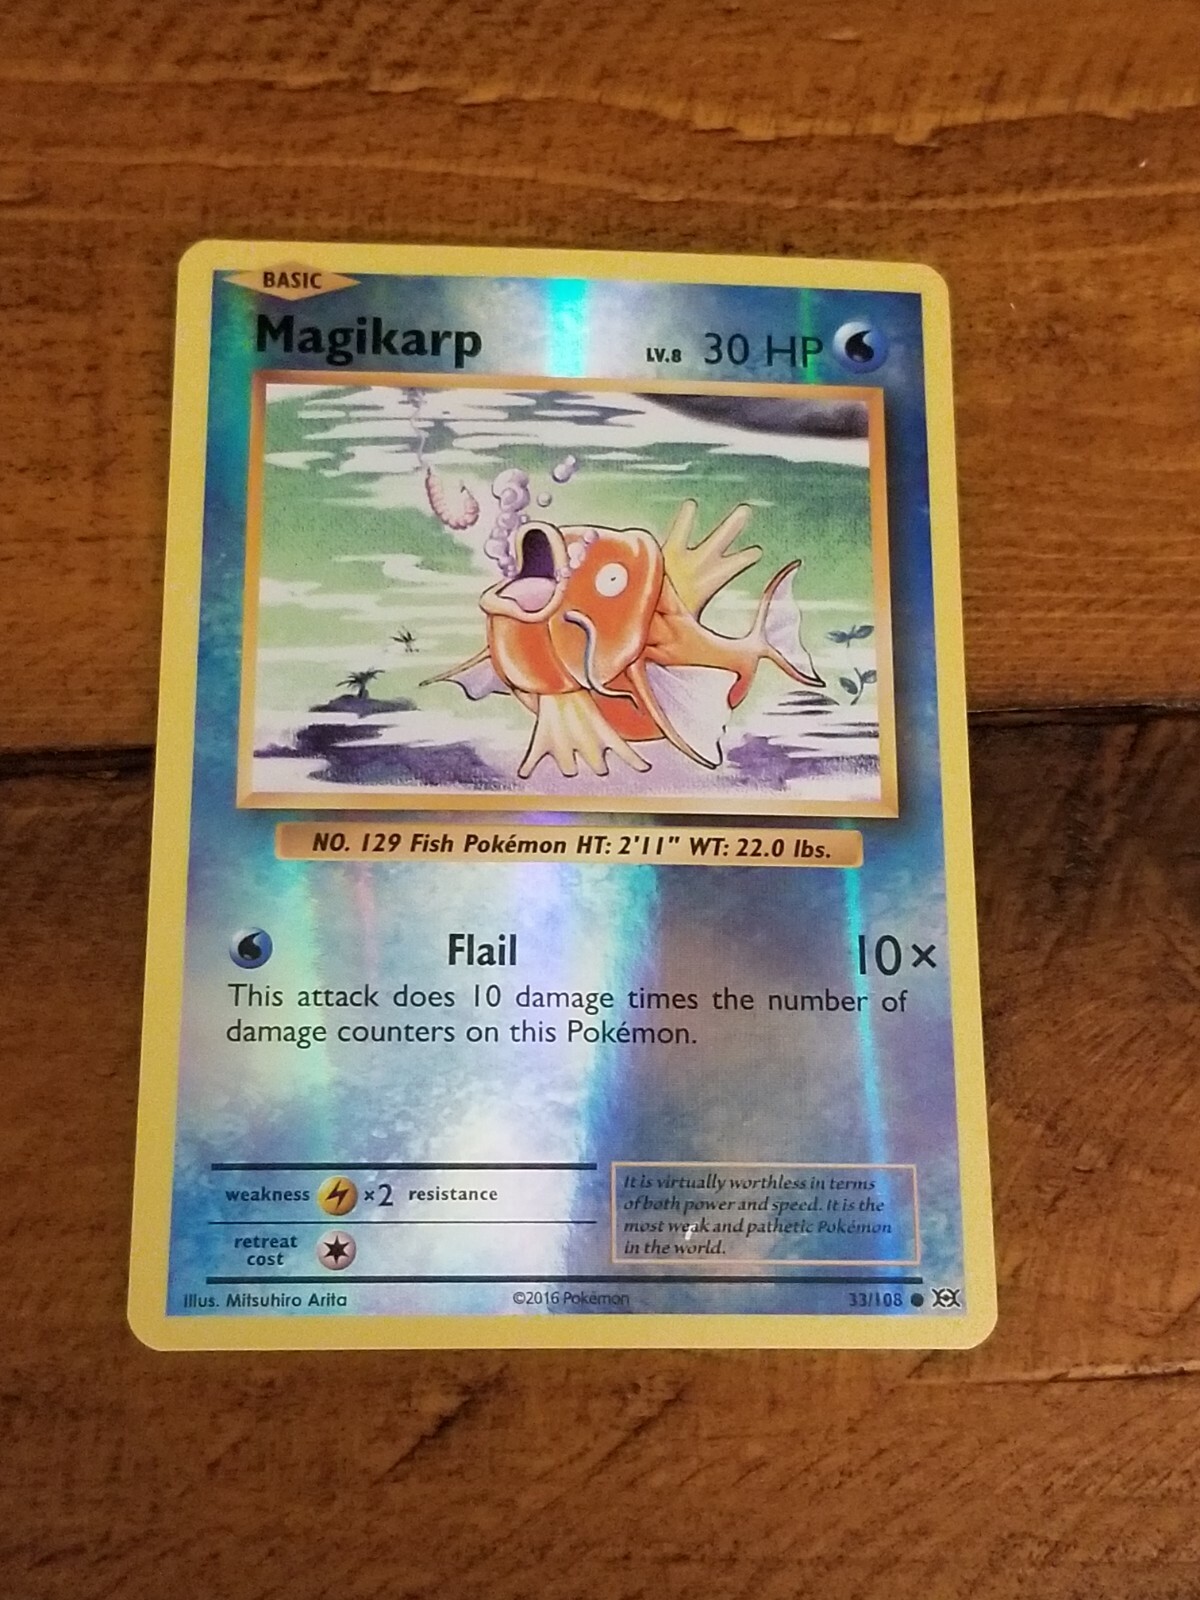 BASIC
Magikarp LV.8 30 HP
NO. 129 Fish Pokémon HT: 2'11" WT: 22.0 lbs.
Flail 10×
This attack does 10 damage times the number of
damage counters on this Pokémon.
weakness ×2 resistance
retreat
cost
It is virtually worthless in terms
of both power and speed. It is the
most weak and pathetic Pokémon
in the world.
Illus. Mitsuhiro Arita ©2016 Pokémon 33/108